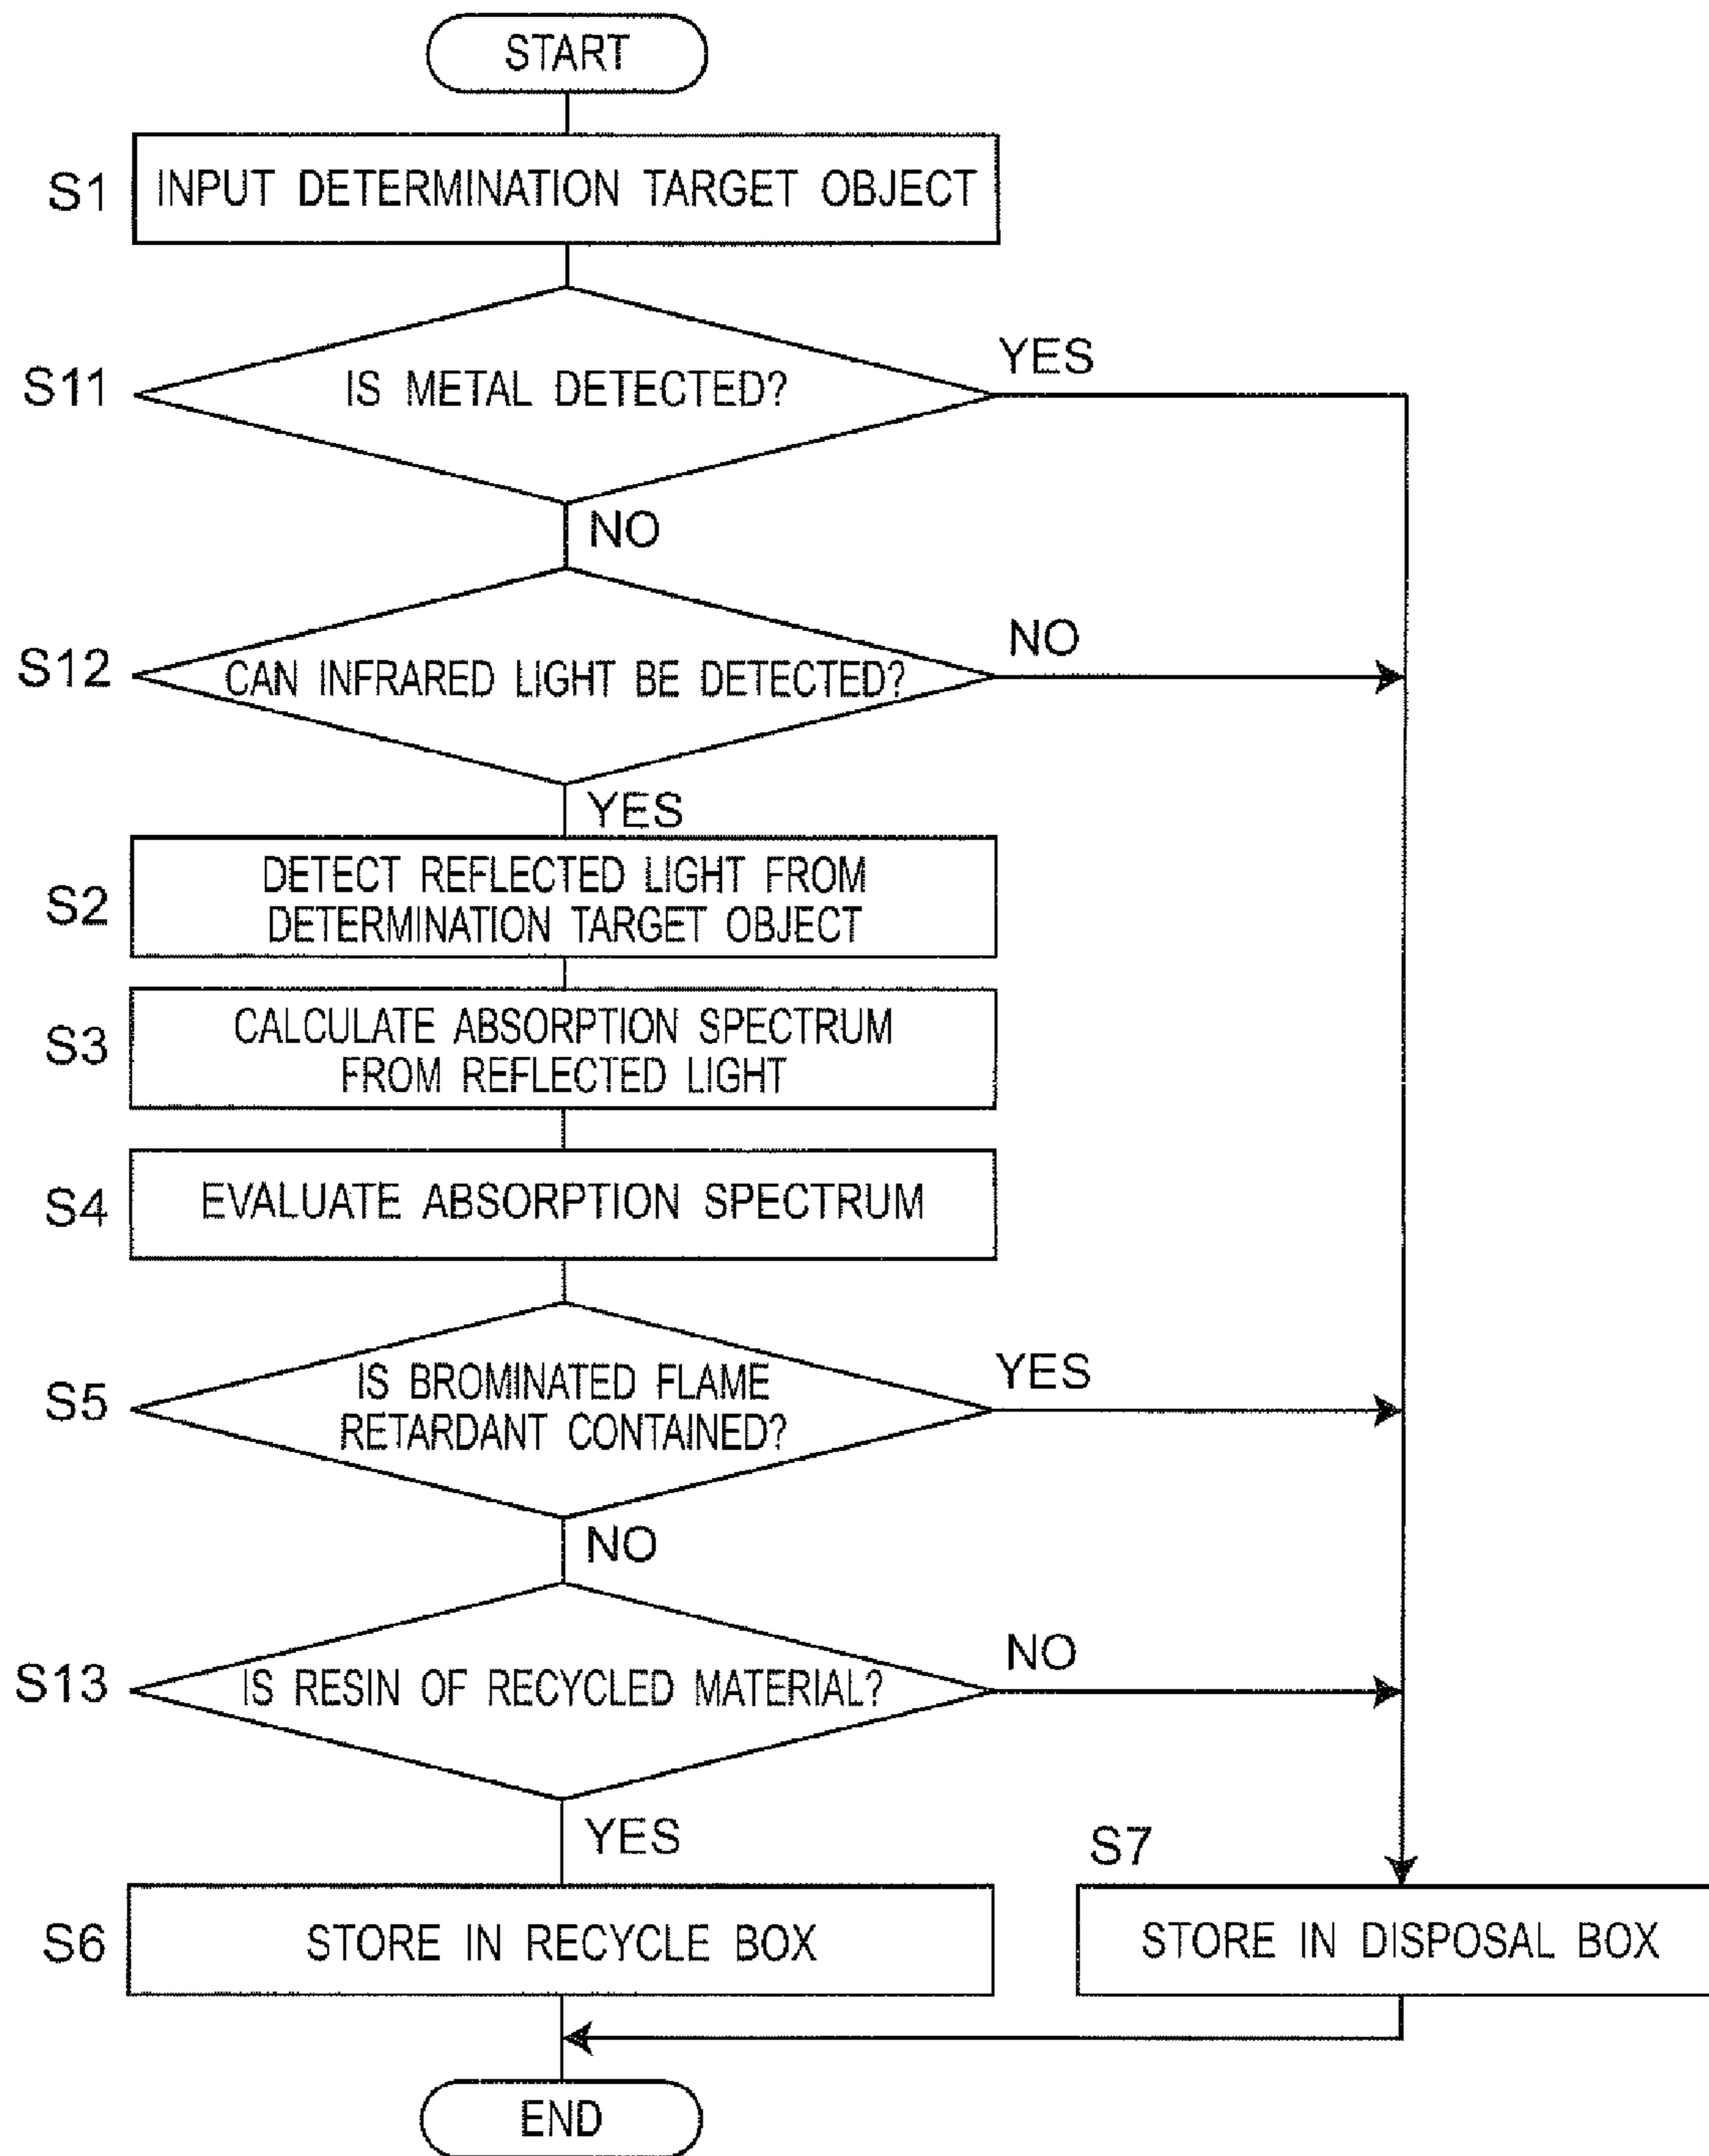 START
S1
INPUT DETERMINATION TARGET OBJECT
S11
IS METAL DETECTED?
YES
NO
S12
CAN INFRARED LIGHT BE DETECTED?
NO
YES
S2
DETECT REFLECTED LIGHT FROM
DETERMINATION TARGET OBJECT
S3
CALCULATE ABSORPTION SPECTRUM
FROM REFLECTED LIGHT
S4
EVALUATE ABSORPTION SPECTRUM
S5
IS BROMINATED FLAME
RETARDANT CONTAINED?
YES
NO
S13
IS RESIN OF RECYCLED MATERIAL?
NO
YES
S7
S6
STORE IN RECYCLE BOX
STORE IN DISPOSAL BOX
END